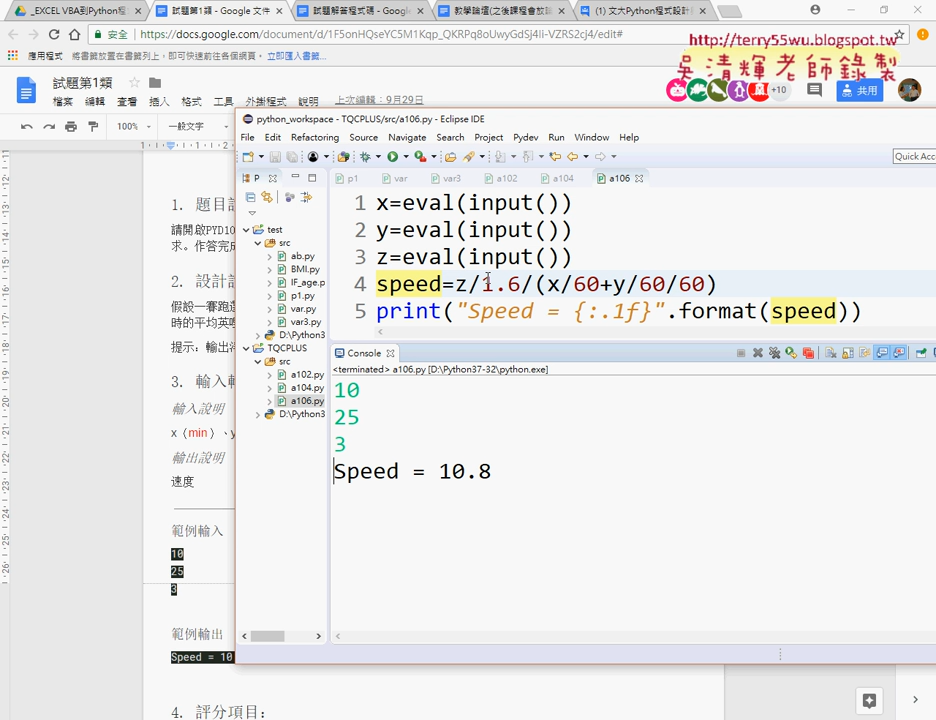 _EXCEL VBA到Python程
試題第1類 - Google 文件
試題解答程式碼 - Googl
教學論壇(之後課程會放該
(1) 文大Python程式設計
安全
https://docs.google.com/document/d/1F5onHQseYC5M1Kqp_QKRPq8oUwyGdSj4Ii-VZRS2cj4/edit#
http://terry55wu.blogspot.tw
吳清輝老師錄製
應用程式
將書籤放置在書籤列上，即可快速前往各個網頁。
立即匯入書籤...
試題第1類
檔案 編輯 查看 插入 格式 工具 外掛程式 說明
上次編輯：9月29日
+10
共用
100%
一般文字
python_workspace - TQCPLUS/src/a106.py - Eclipse IDE
File Edit Refactoring Source Navigate Search Project Pydev Run Window Help
Quick Acc
P
p1 var var3 a102 a104 a106
test
src
ab.py
BMI.py
IF_age.p
p1.py
var.py
var3.py
D:\Python3
TQCPLUS
src
a102.py
a104.py
a106.py
D:\Python3
1 x=eval(input())
2 y=eval(input())
3 z=eval(input())
4 speed=z/1.6/(x/60+y/60/60)
5 print("Speed = {:.1f}".format(speed))
Console
<terminated> a106.py [D:\Python37-32\python.exe]
10
25
3
Speed = 10.8
1. 題目
請開啟PYD10
求。作答完成
2. 設計
假設一賽跑選
時的平均英哩
提示：輸出
3. 輸入
輸入說明
x（min）、y
輸出說明
速度
範例輸入
10
25
3
範例輸出
Speed = 10
4. 評分項目：